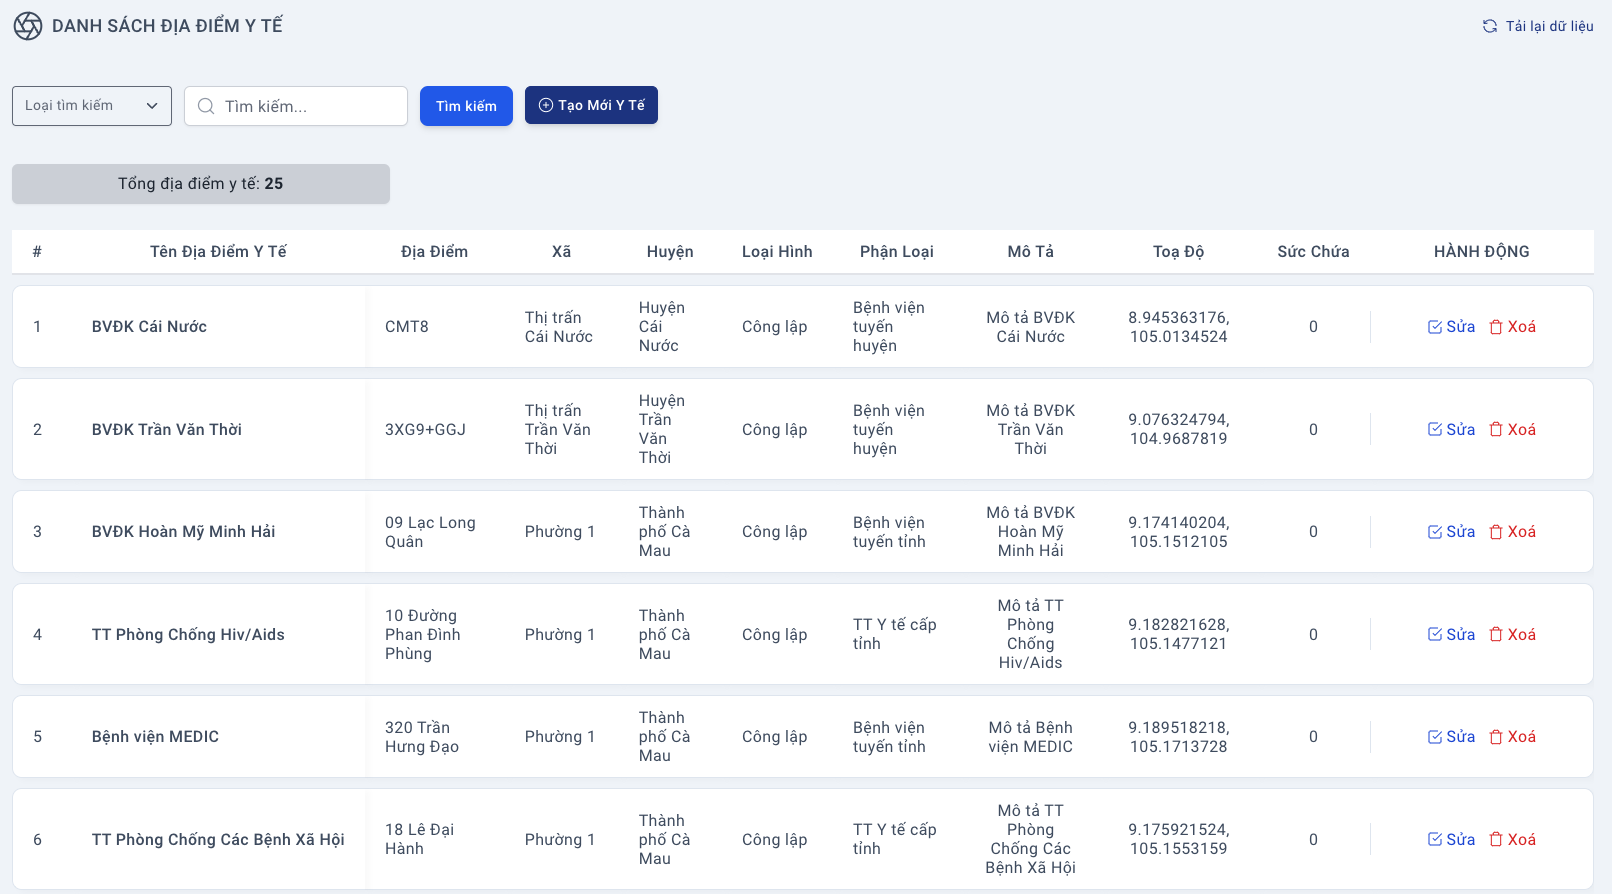 DANH SÁCH ĐỊA ĐIỂM Y TẾ
Tải lại dữ liệu
Loại tìm kiếm
Tìm kiếm...
Tìm kiếm
Tạo Mới Y Tế
Tổng địa điểm y tế: 25
# Tên Địa Điểm Y Tế Địa Điểm Xã Huyện Loại Hình Phận Loại Mô Tả Toạ Độ Sức Chứa HÀNH ĐỘNG
1
BVĐK Cái Nước
CMT8
Thị trấn
Cái Nước
Huyện
Cái
Nước
Công lập
Bệnh viện
tuyến
huyện
Mô tả BVĐK
Cái Nước
8.945363176,
105.0134524
0
Sửa
Xoá
2
BVĐK Trần Văn Thời
3XG9+GGJ
Thị trấn
Trần Văn
Thời
Huyện
Trần
Văn
Thời
Công lập
Bệnh viện
tuyến
huyện
Mô tả BVĐK
Trần Văn
Thời
9.076324794,
104.9687819
0
Sửa
Xoá
3
BVĐK Hoàn Mỹ Minh Hải
09 Lạc Long
Quân
Phường 1
Thành
phố Cà
Mau
Công lập
Bệnh viện
tuyến tỉnh
Mô tả BVĐK
Hoàn Mỹ
Minh Hải
9.174140204,
105.1512105
0
Sửa
Xoá
4
TT Phòng Chống Hiv/Aids
10 Đường
Phan Đình
Phùng
Phường 1
Thành
phố Cà
Mau
Công lập
TT Y tế cấp
tỉnh
Mô tả TT
Phòng
Chống
Hiv/Aids
9.182821628,
105.1477121
0
Sửa
Xoá
5
Bệnh viện MEDIC
320 Trần
Hưng Đạo
Phường 1
Thành
phố Cà
Mau
Công lập
Bệnh viện
tuyến tỉnh
Mô tả Bệnh
viện MEDIC
9.189518218,
105.1713728
0
Sửa
Xoá
6
TT Phòng Chống Các Bệnh Xã Hội
18 Lê Đại
Hành
Phường 1
Thành
phố Cà
Mau
Công lập
TT Y tế cấp
tỉnh
Mô tả TT
Phòng
Chống Các
Bệnh Xã Hội
9.175921524,
105.1553159
0
Sửa
Xoá